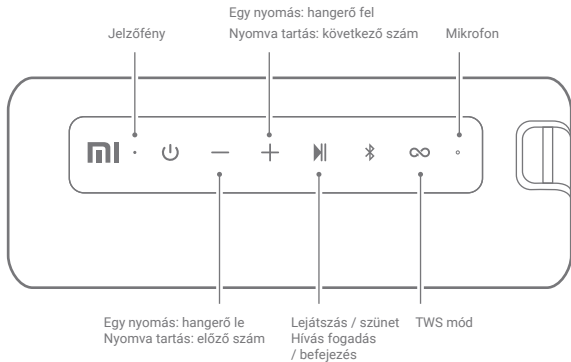 Egy nyomás: hangerő fel
Jelzőfény
Nyomva tartás: következő szám
Mikrofon
mi
Egy nyomás: hangerő le
Nyomva tartás: előző szám
Lejátszás / szünet
Hívás fogadás
/ befejezés
TWS mód